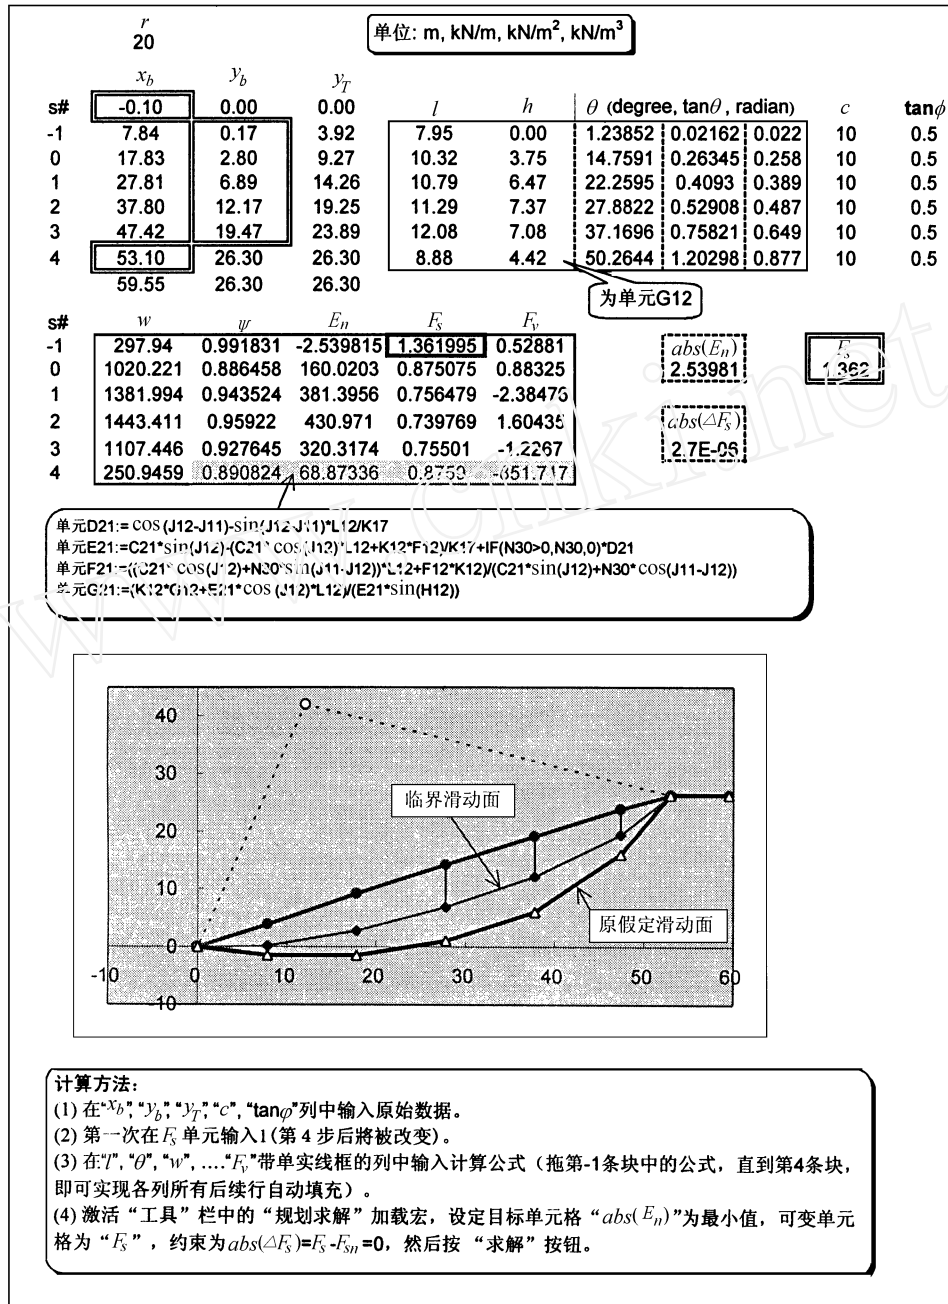 r
20
单位: m, kN/m, kN/m², kN/m³
x_b y_b y_T
s# -0.10 0.00 0.00 l h θ (degree, tanθ , radian) c tanϕ
-1 7.84 0.17 3.92 7.95 0.00 1.23852 0.02162 0.022 10 0.5
0 17.83 2.80 9.27 10.32 3.75 14.7591 0.26345 0.258 10 0.5
1 27.81 6.89 14.26 10.79 6.47 22.2595 0.4093 0.389 10 0.5
2 37.80 12.17 19.25 11.29 7.37 27.8822 0.52908 0.487 10 0.5
3 47.42 19.47 23.89 12.08 7.08 37.1696 0.75821 0.649 10 0.5
4 53.10 26.30 26.30 8.88 4.42 50.2644 1.20298 0.877 10 0.5
59.55 26.30 26.30
为单元G12
s# w ψ E_n F_s F_v
-1 297.94 0.991831 -2.539815 1.361995 0.52881
0 1020.221 0.886458 160.0203 0.875075 0.88325
1 1381.994 0.943524 381.3956 0.756479 -2.38476
2 1443.411 0.95922 430.971 0.739769 1.60435
3 1107.446 0.927645 320.3174 0.75501 -1.2267
4 250.9459 0.890824 68.87336 0.8759
abs(E_n)
2.53981
F_s
1.362
abs(△F_s)
2.7E-06
单元D21:= cos (J12-J11)-sin(J12-J11)*L12/K17
单元E21:=C21*sin(J12)-(C21* cos(J12)*L12+K12*F12)/K17+IF(N30>0,N30,0)*D21
单元F21:=((C21* cos(J12)+N30*sin(J11-J12))*L12+F12*K12)/(C21*sin(J12)+N30* cos(J11-J12))
单元G21:=(K12*G12+E21*cos (J12)*L12)/(E21*sin(H12))
40
30
20
10
0
-10
-10 0 10 20 30 40 50 60
临界滑动面
原假定滑动面
计算方法:
(1) 在“x_b”, “y_b”, “y_T”, “c”, “tanφ”列中输入原始数据。
(2) 第一次在 F_s 单元输入1(第 4 步后將被改变)。
(3) 在“l”, “θ”, “w”, ….“F_v”带单实线框的列中输入计算公式（拖第-1条块中的公式，直到第4条块，
即可实现各列所有后续行自动填充）。
(4) 激活“工具”栏中的“规划求解”加载宏，设定目标单元格“abs(E_n)”为最小值，可变单元
格为“F_s”，约束为abs(△F_s)=F_s-F_sn=0，然后按“求解”按钮。
www.cnki.net